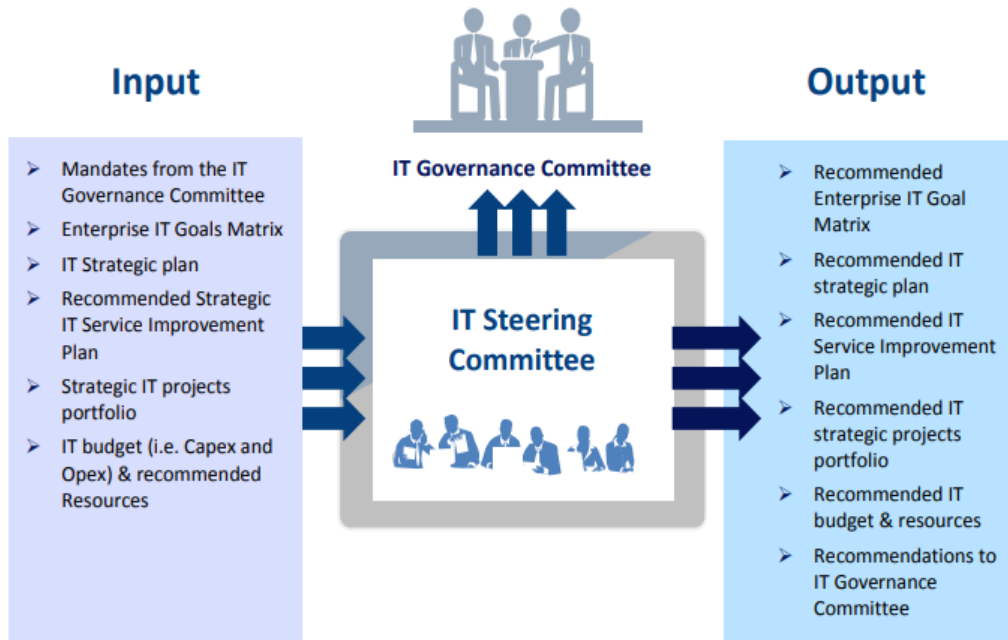 Input
➢ Mandates from the IT
Governance Committee
➢ Enterprise IT Goals Matrix
➢ IT Strategic plan
➢ Recommended Strategic
IT Service Improvement
Plan
➢ Strategic IT projects
portfolio
➢ IT budget (i.e. Capex and
Opex) & recommended
Resources
IT Governance Committee
IT Steering
Committee
Output
➢ Recommended
Enterprise IT Goal
Matrix
➢ Recommended IT
strategic plan
➢ Recommended IT
Service Improvement
Plan
➢ Recommended IT
strategic projects
portfolio
➢ Recommended IT
budget & resources
➢ Recommendations to
IT Governance
Committee